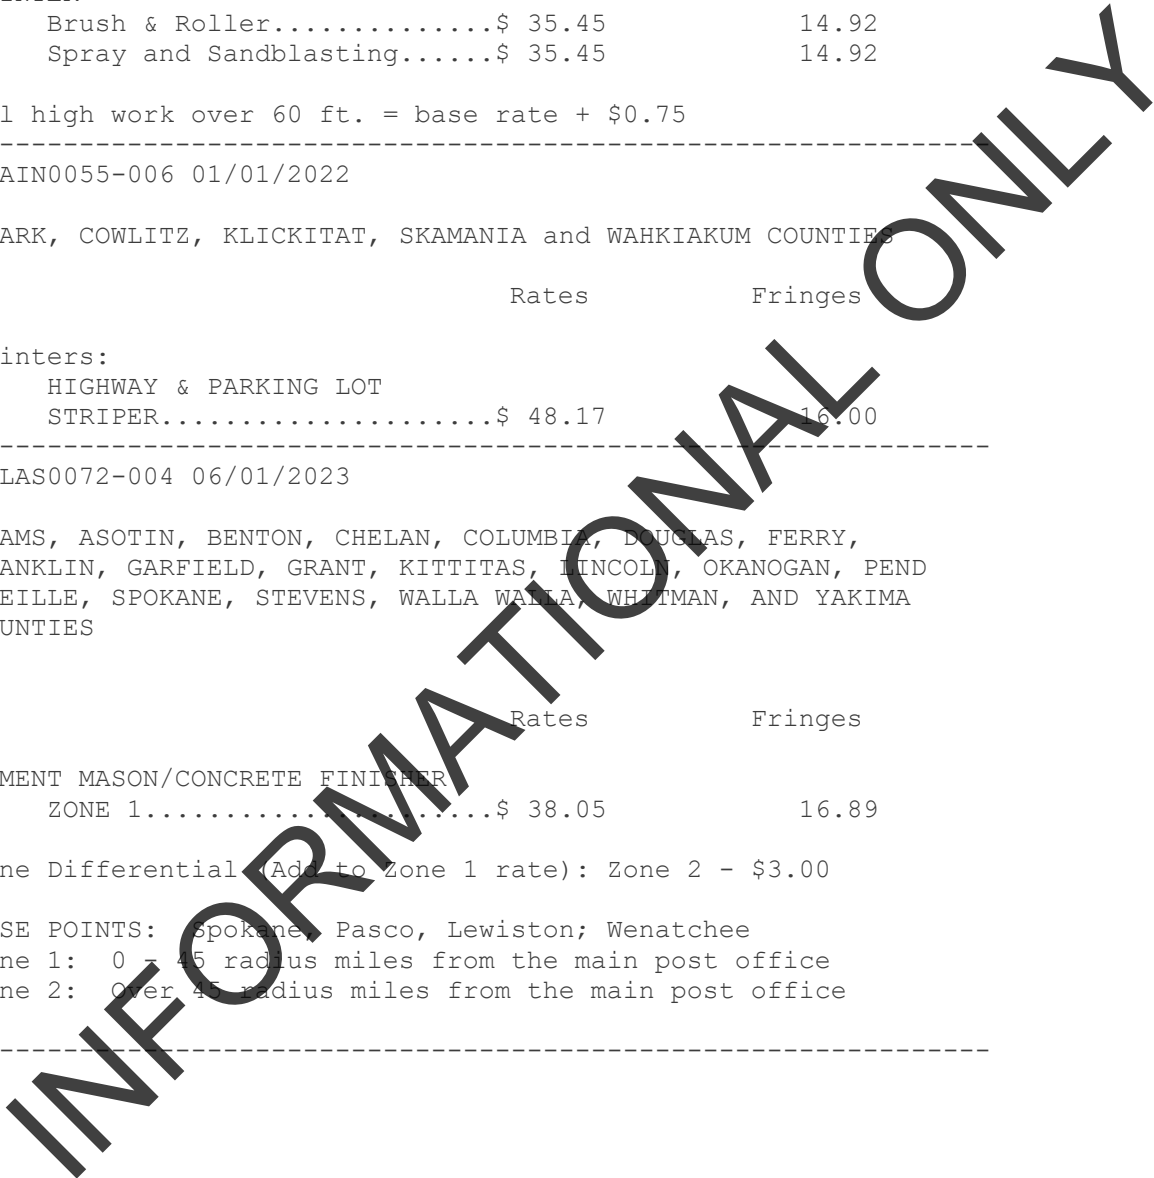 Brush & Roller..............$ 35.45 14.92
Spray and Sandblasting......$ 35.45 14.92
l high work over 60 ft. = base rate + $0.75
--------------------------------------------------------------
AIN0055-006 01/01/2022
ARK, COWLITZ, KLICKITAT, SKAMANIA and WAHKIAKUM COUNTIES
Rates Fringes
inters:
HIGHWAY & PARKING LOT
STRIPER.....................$ 48.17 16.00
--------------------------------------------------------------
LAS0072-004 06/01/2023
AMS, ASOTIN, BENTON, CHELAN, COLUMBIA, DOUGLAS, FERRY,
ANKLIN, GARFIELD, GRANT, KITTITAS, LINCOLN, OKANOGAN, PEND
EILLE, SPOKANE, STEVENS, WALLA WALLA, WHITMAN, AND YAKIMA
UNTIES
Rates Fringes
MENT MASON/CONCRETE FINISHER
ZONE 1......................$ 38.05 16.89
ne Differential (Add to Zone 1 rate): Zone 2 - $3.00
SE POINTS: Spokane, Pasco, Lewiston; Wenatchee
ne 1: 0 - 45 radius miles from the main post office
ne 2: Over 45 radius miles from the main post office
--------------------------------------------------------------
INFORMATIONAL ONLY